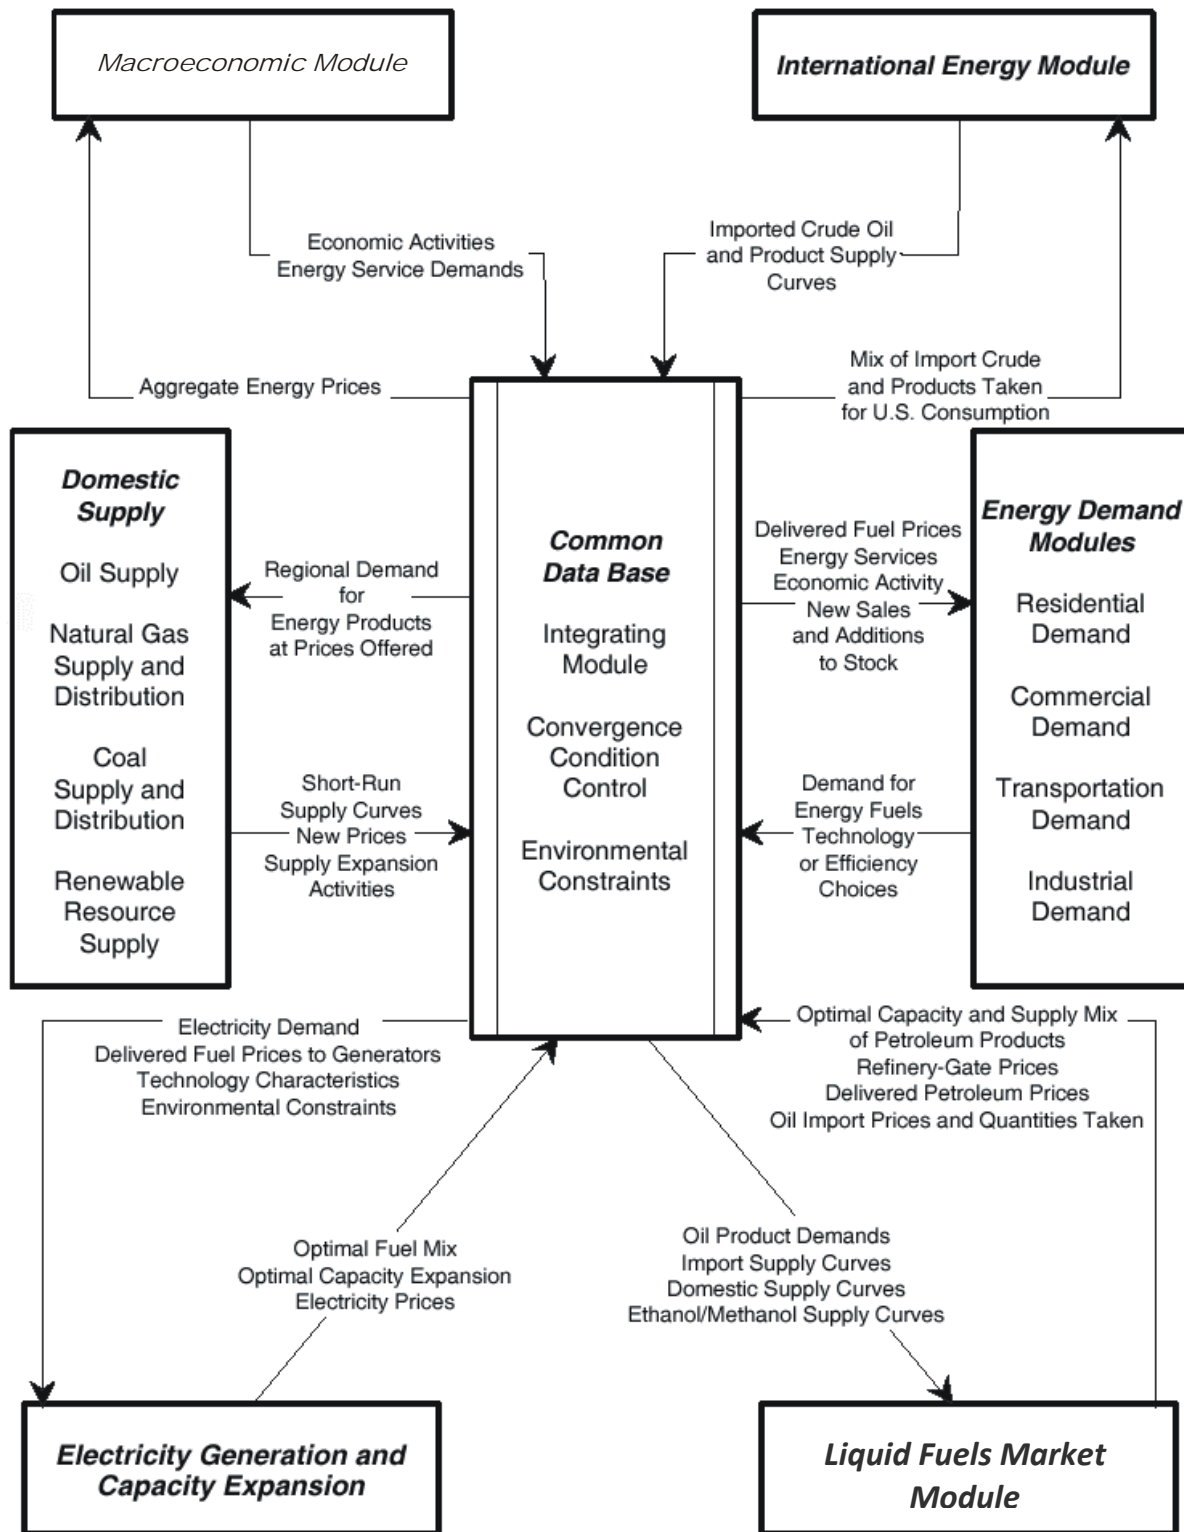 Macroeconomic Module
International Energy Module
Economic Activities
Energy Service Demands
Imported Crude Oil
and Product Supply
Curves
Aggregate Energy Prices
Mix of Import Crude
and Products Taken
for U.S. Consumption
Domestic
Supply
Oil Supply
Natural Gas
Supply and
Distribution
Coal
Supply and
Distribution
Renewable
Resource
Supply
Regional Demand
for
Energy Products
at Prices Offered
Short-Run
Supply Curves
New Prices
Supply Expansion
Activities
Common
Data Base
Integrating
Module
Convergence
Condition
Control
Environmental
Constraints
Delivered Fuel Prices
Energy Services
Economic Activity
New Sales
and Additions
to Stock
Demand for
Energy Fuels
Technology
or Efficiency
Choices
Energy Demand
Modules
Residential
Demand
Commercial
Demand
Transportation
Demand
Industrial
Demand
Electricity Demand
Delivered Fuel Prices to Generators
Technology Characteristics
Environmental Constraints
Optimal Capacity and Supply Mix
of Petroleum Products
Refinery-Gate Prices
Delivered Petroleum Prices
Oil Import Prices and Quantities Taken
Optimal Fuel Mix
Optimal Capacity Expansion
Electricity Prices
Oil Product Demands
Import Supply Curves
Domestic Supply Curves
Ethanol/Methanol Supply Curves
Electricity Generation and
Capacity Expansion
Liquid Fuels Market
Module